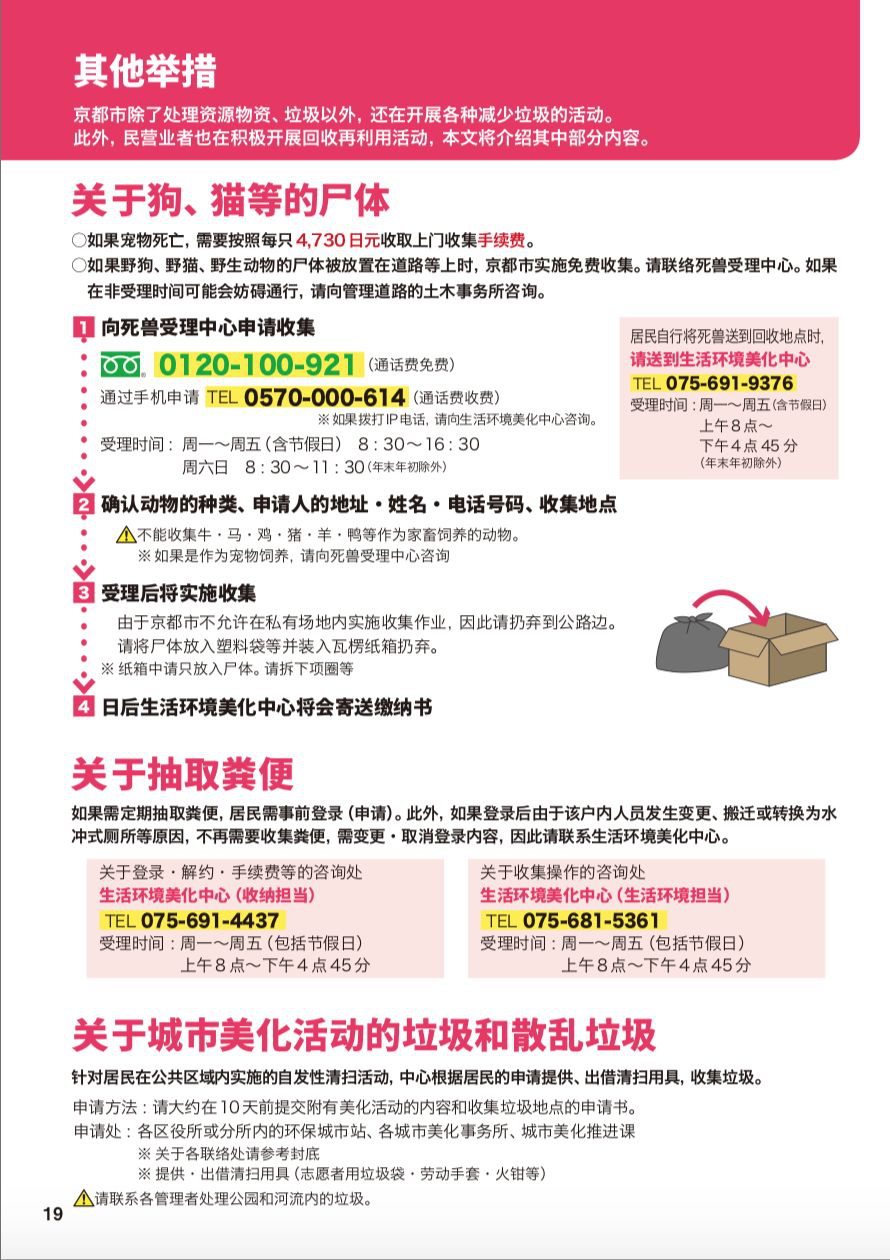 其他举措
京都市除了处理资源物资、垃圾以外，还在开展各种减少垃圾的活动。
此外，民营业者也在积极开展回收再利用活动，本文将介绍其中部分内容。
关于狗、猫等的尸体
○如果宠物死亡，需要按照每只4,730日元收取上门收集手续费。
○如果野狗、野猫、野生动物的尸体被放置在道路等上时，京都市实施免费收集。请联络死兽受理中心。如果
在非受理时间可能会妨碍通行，请向管理道路的土木事务所咨询。
1 向死兽受理中心申请收集
0120-100-921（通话费免费）
通过手机申请 TEL 0570-000-614（通话费收费）
※如果拨打IP电话，请向生活环境美化中心咨询。
受理时间：周一～周五（含节假日） 8：30～16：30
周六日 8：30～11：30（年末年初除外）
居民自行将死兽送到回收地点时，
请送到生活环境美化中心
TEL 075-691-9376
受理时间：周一～周五（含节假日）
上午8点～
下午4点45分
（年末年初除外）
2 确认动物的种类、申请人的地址・姓名・电话号码、收集地点
不能收集牛・马・鸡・猪・羊・鸭等作为家畜饲养的动物。
※如果是作为宠物饲养，请向死兽受理中心咨询
3 受理后将实施收集
由于京都市不允许在私有场地内实施收集作业，因此请扔弃到公路边。
请将尸体放入塑料袋等并装入瓦楞纸箱扔弃。
※纸箱中请只放入尸体。请拆下项圈等
4 日后生活环境美化中心将会寄送缴纳书
关于抽取粪便
如果需定期抽取粪便，居民需事前登录（申请）。此外，如果登录后由于该户内人员发生变更、搬迁或转换为水
冲式厕所等原因，不再需要收集粪便，需变更・取消登录内容，因此请联系生活环境美化中心。
关于登录・解约・手续费等的咨询处
生活环境美化中心（收纳担当）
TEL 075-691-4437
受理时间：周一～周五（包括节假日）
上午8点～下午4点45分
关于收集操作的咨询处
生活环境美化中心（生活环境担当）
TEL 075-681-5361
受理时间：周一～周五（包括节假日）
上午8点～下午4点45分
关于城市美化活动的垃圾和散乱垃圾
针对居民在公共区域内实施的自发性清扫活动，中心根据居民的申请提供、出借清扫用具，收集垃圾。
申请方法：请大约在10天前提交附有美化活动的内容和收集垃圾地点的申请书。
申请处：各区役所或分所内的环保城市站、各城市美化事务所、城市美化推进课
※关于各联络处请参考封底
※提供・出借清扫用具（志愿者用垃圾袋・劳动手套・火钳等）
请联系各管理者处理公园和河流内的垃圾。
19